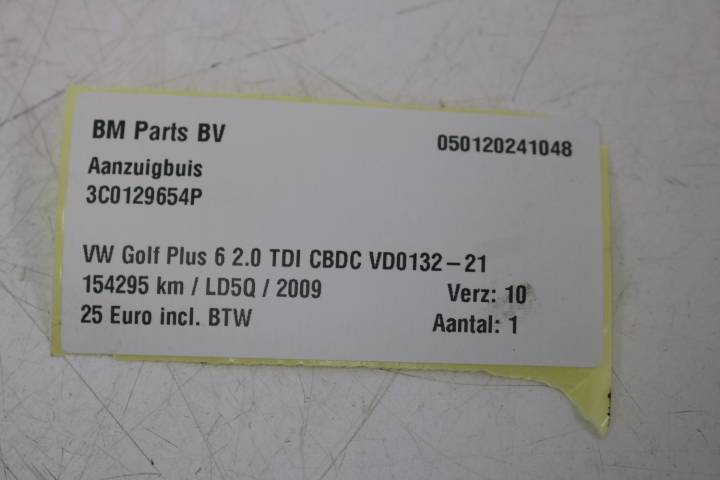 BM Parts BV
050120241048
Aanzuigbuis
3C0129654P
VW Golf Plus 6 2.0 TDI CBDC VD0132-21
154295 km / LD5Q / 2009
Verz: 10
25 Euro incl. BTW
Aantal: 1